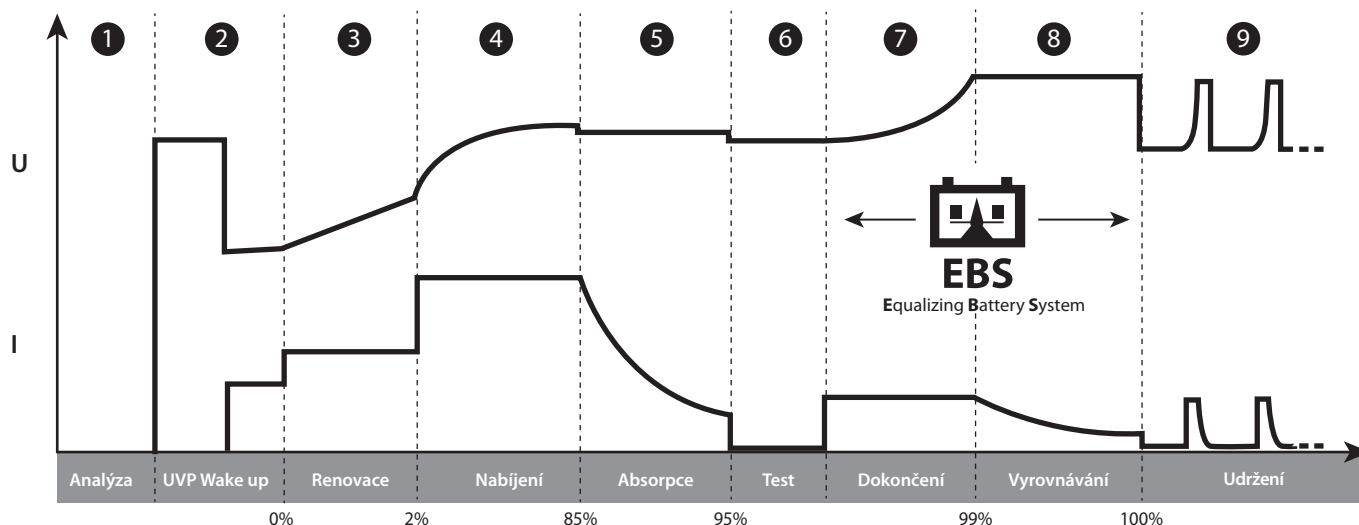 1 2 3 4 5 6 7 8 9
U
EBS
Equalizing Battery System
I
Analýza UVP Wake up Renovace Nabíjení Absorpce Test Dokončení Vyrovnávání Udržení
0% 2% 85% 95% 99% 100%